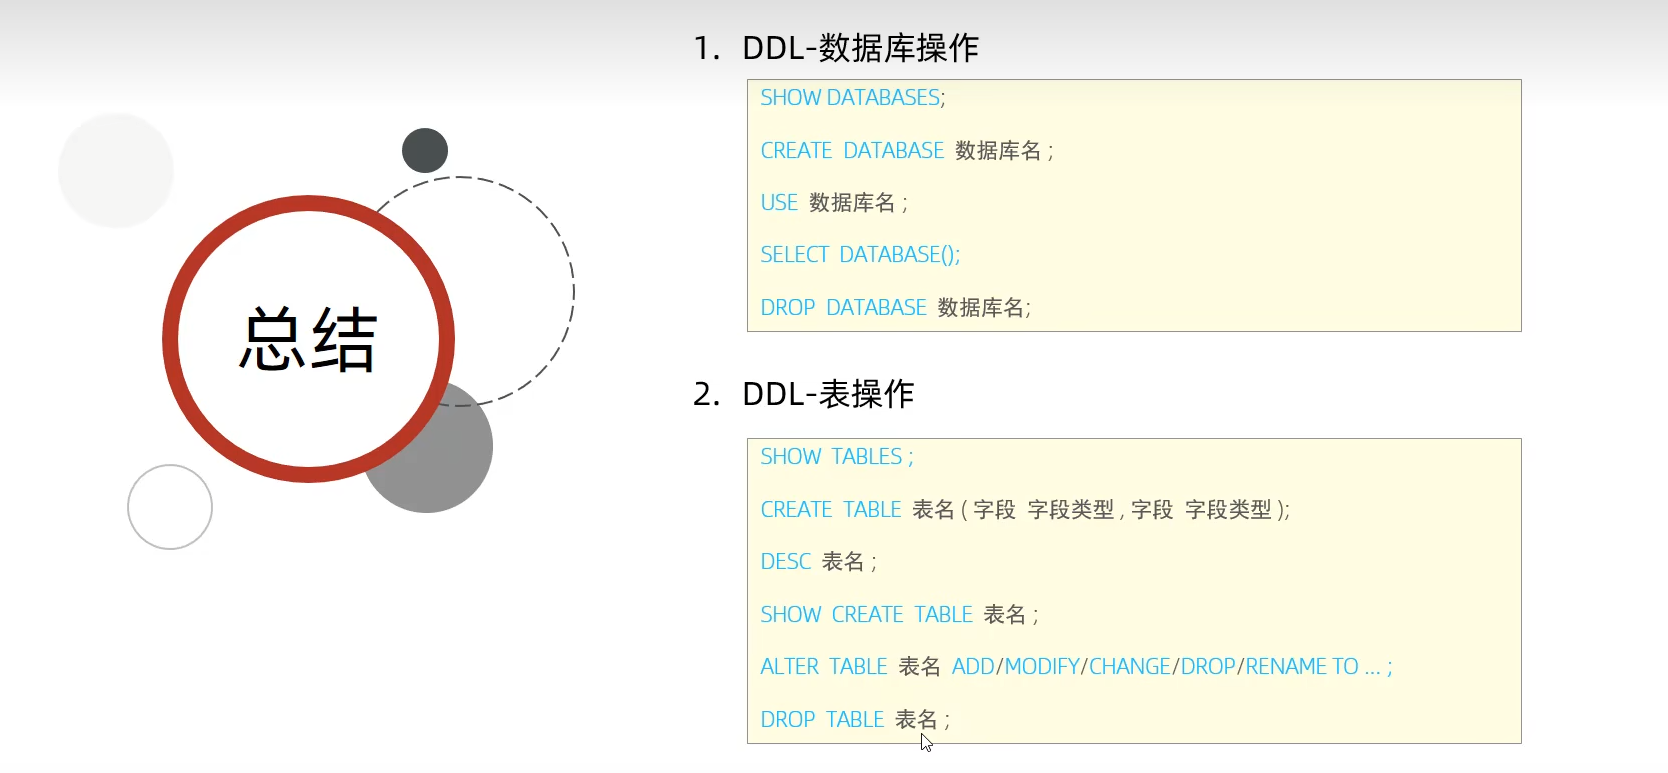 总结
1. DDL-数据库操作
SHOW DATABASES;
CREATE DATABASE 数据库名 ;
USE 数据库名 ;
SELECT DATABASE();
DROP DATABASE 数据库名;
2. DDL-表操作
SHOW TABLES ;
CREATE TABLE 表名 ( 字段 字段类型 , 字段 字段类型 );
DESC 表名 ;
SHOW CREATE TABLE 表名 ;
ALTER TABLE 表名 ADD/MODIFY/CHANGE/DROP/RENAME TO ... ;
DROP TABLE 表名 ;